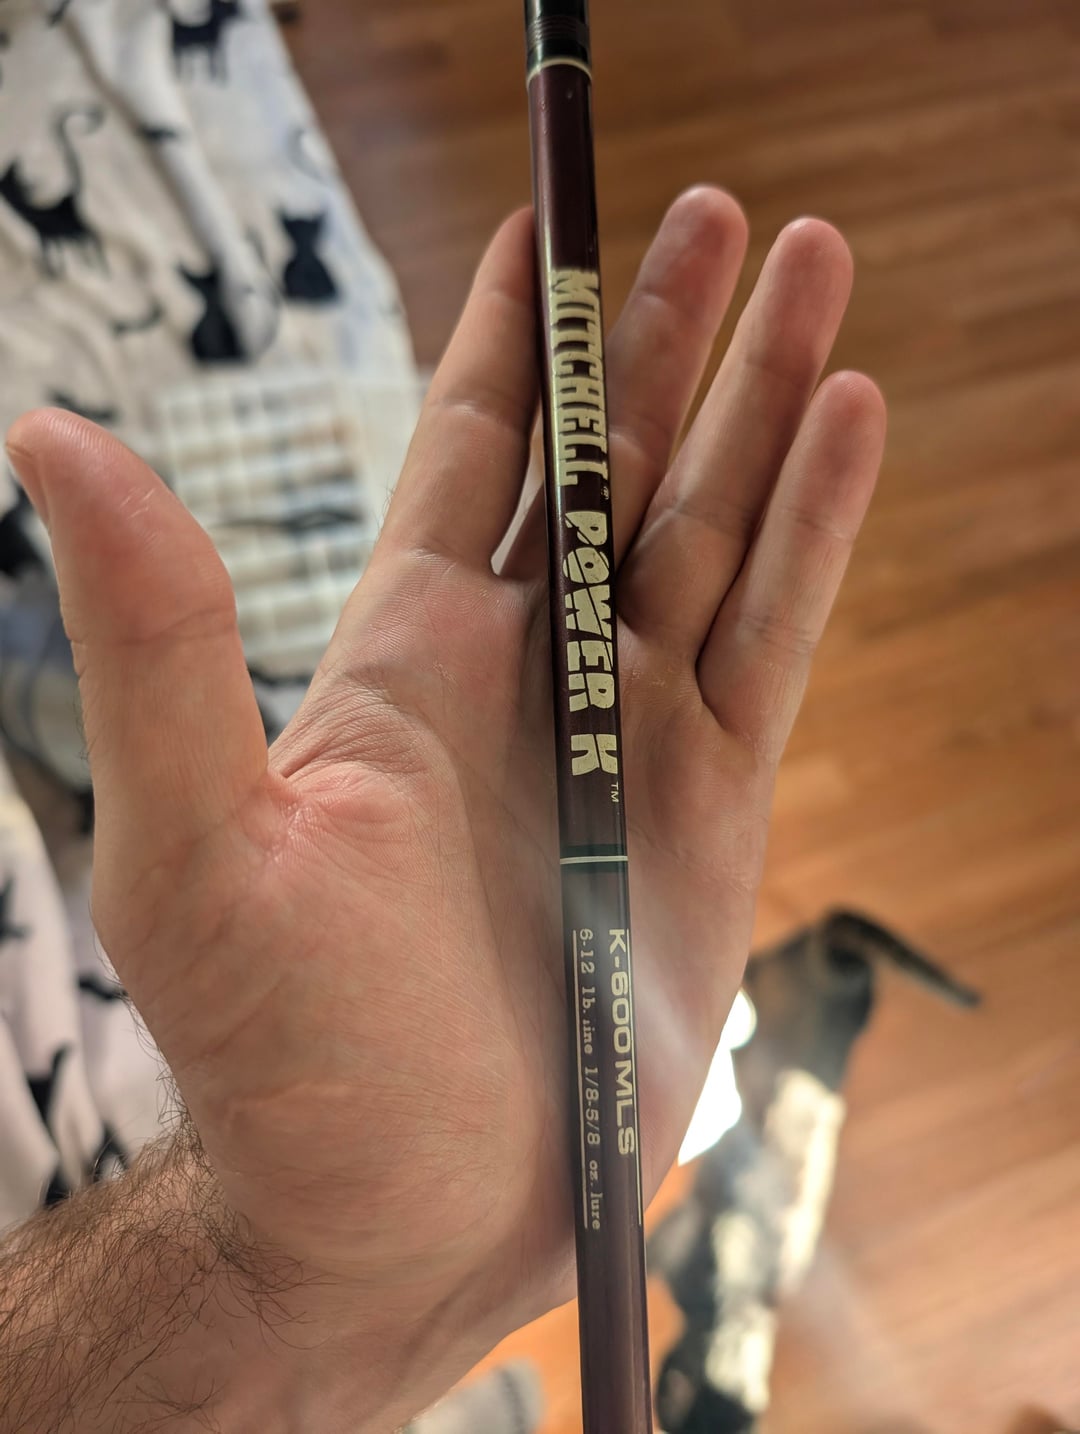 MITCHELL® POWER K™
K-600 MLS
6-12 lb. line 1/8-5/8 oz. lure